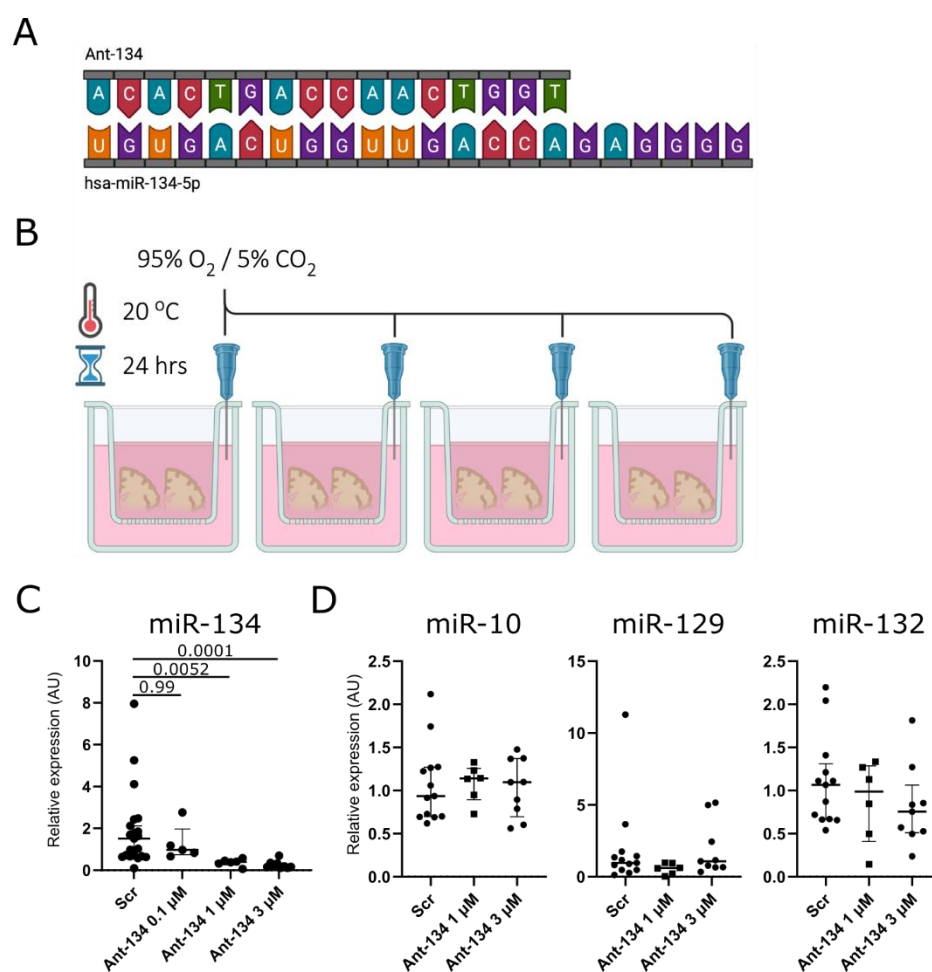 A
Ant-134
A C A C T G A C C A A C T G G T
U G U G A C U G G U U G A C C A G A G G G G
hsa-miR-134-5p
B
95% O2 / 5% CO2
20 °C
24 hrs
C
miR-134
0.0001
0.0052
0.99
10
8
6
4
2
0
Relative expression (AU)
Scr
Ant-134 0.1 µM
Ant-134 1 µM
Ant-134 3 µM
D
miR-10
2.5
2.0
1.5
1.0
0.5
0.0
Relative expression (AU)
Scr
Ant-134 1 µM
Ant-134 3 µM
miR-129
15
10
5
0
Scr
Ant-134 1 µM
Ant-134 3 µM
miR-132
2.5
2.0
1.5
1.0
0.5
0.0
Scr
Ant-134 1 µM
Ant-134 3 µM